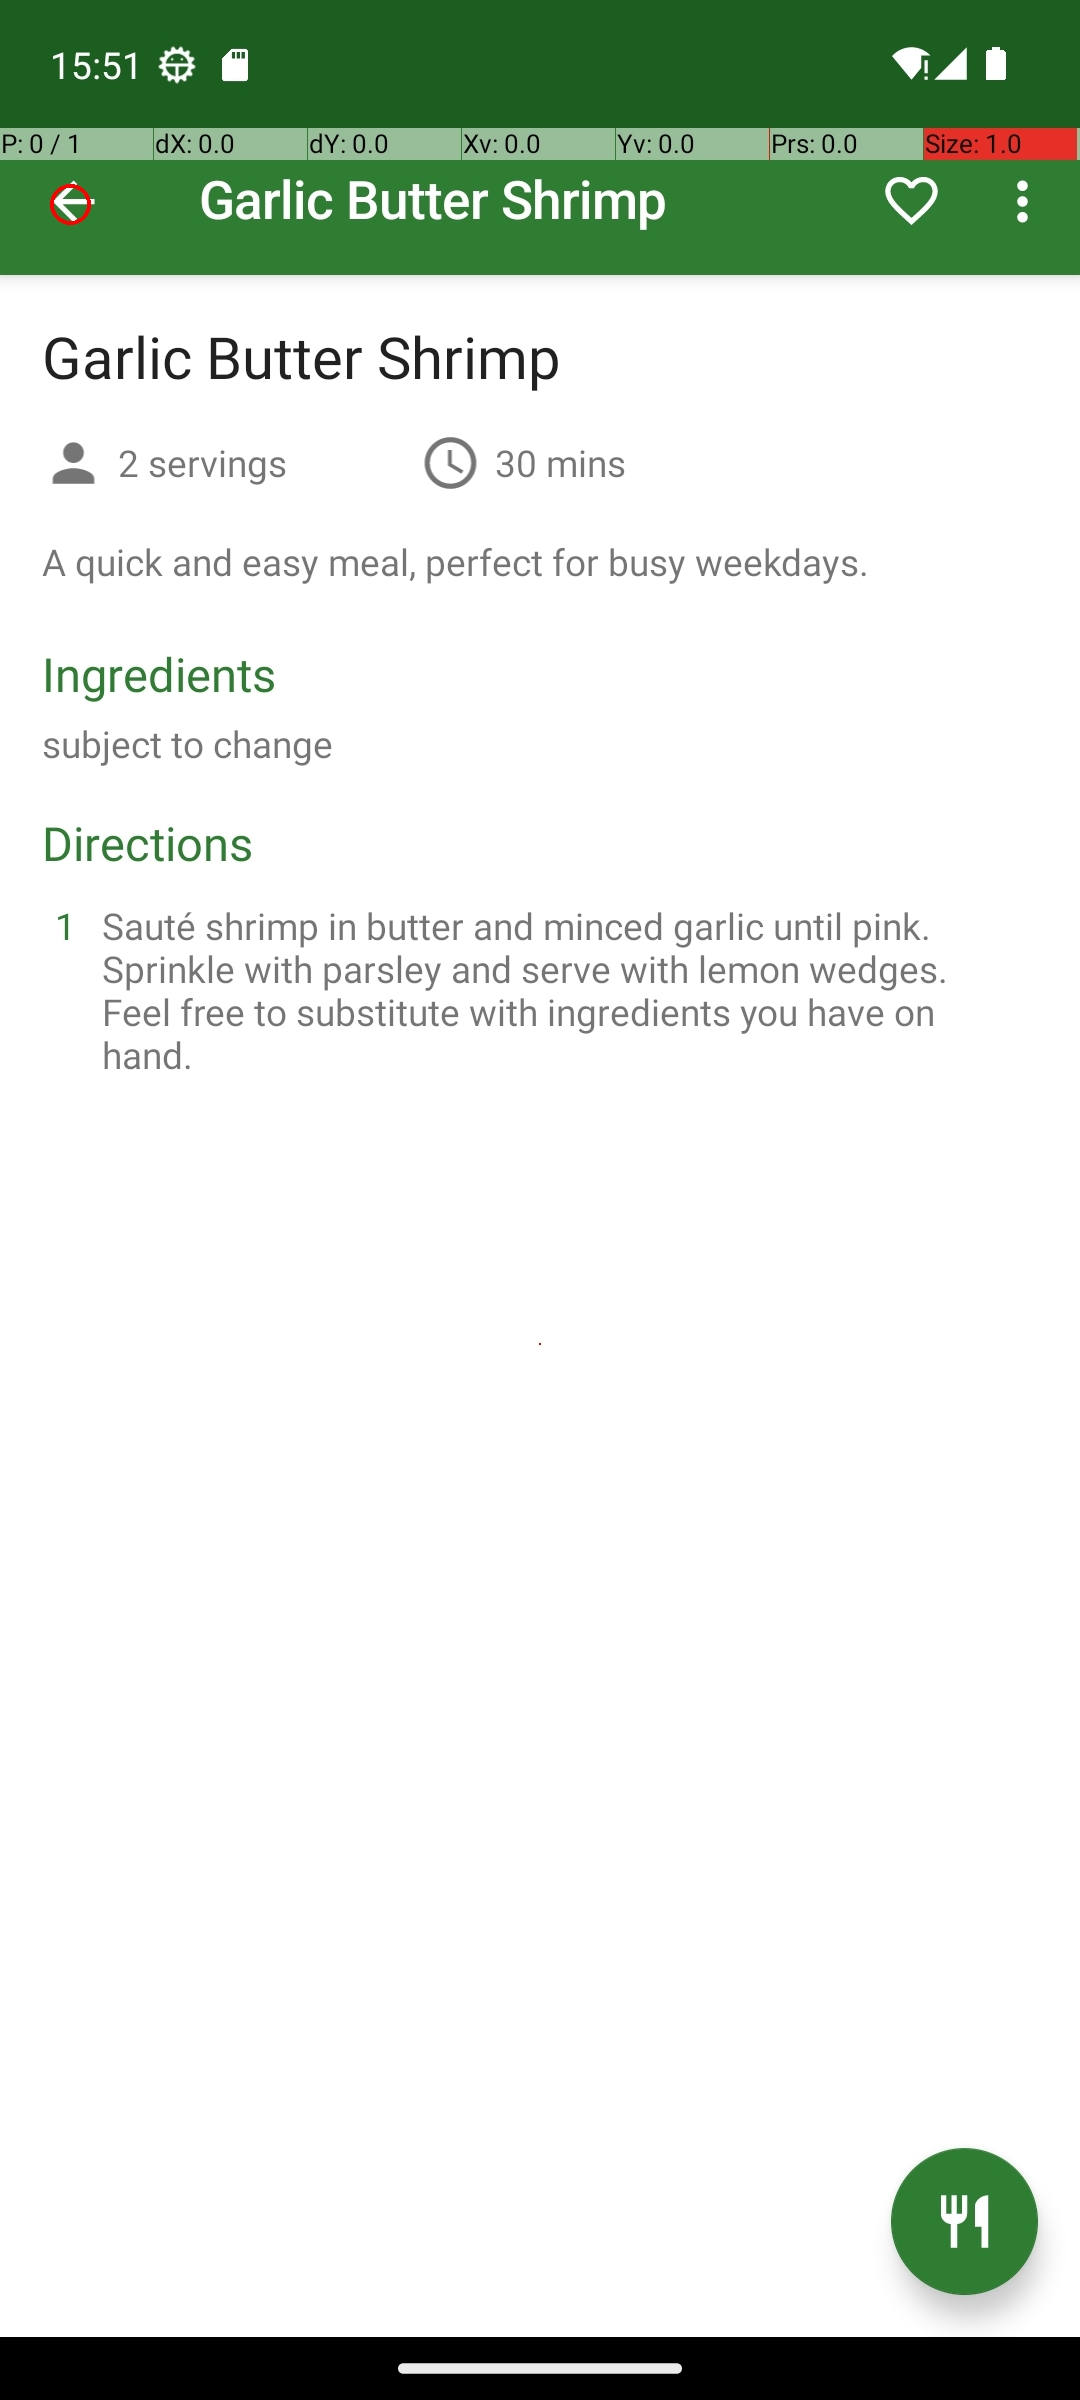 15:51
P: 0 / 1 dX: 0.0 dY: 0.0 Xv: 0.0 Yv: 0.0 Prs: 0.0 Size: 1.0
Garlic Butter Shrimp
Garlic Butter Shrimp
2 servings 30 mins
A quick and easy meal, perfect for busy weekdays.
Ingredients
subject to change
Directions
1 Sauté shrimp in butter and minced garlic until pink.
Sprinkle with parsley and serve with lemon wedges.
Feel free to substitute with ingredients you have on
hand.